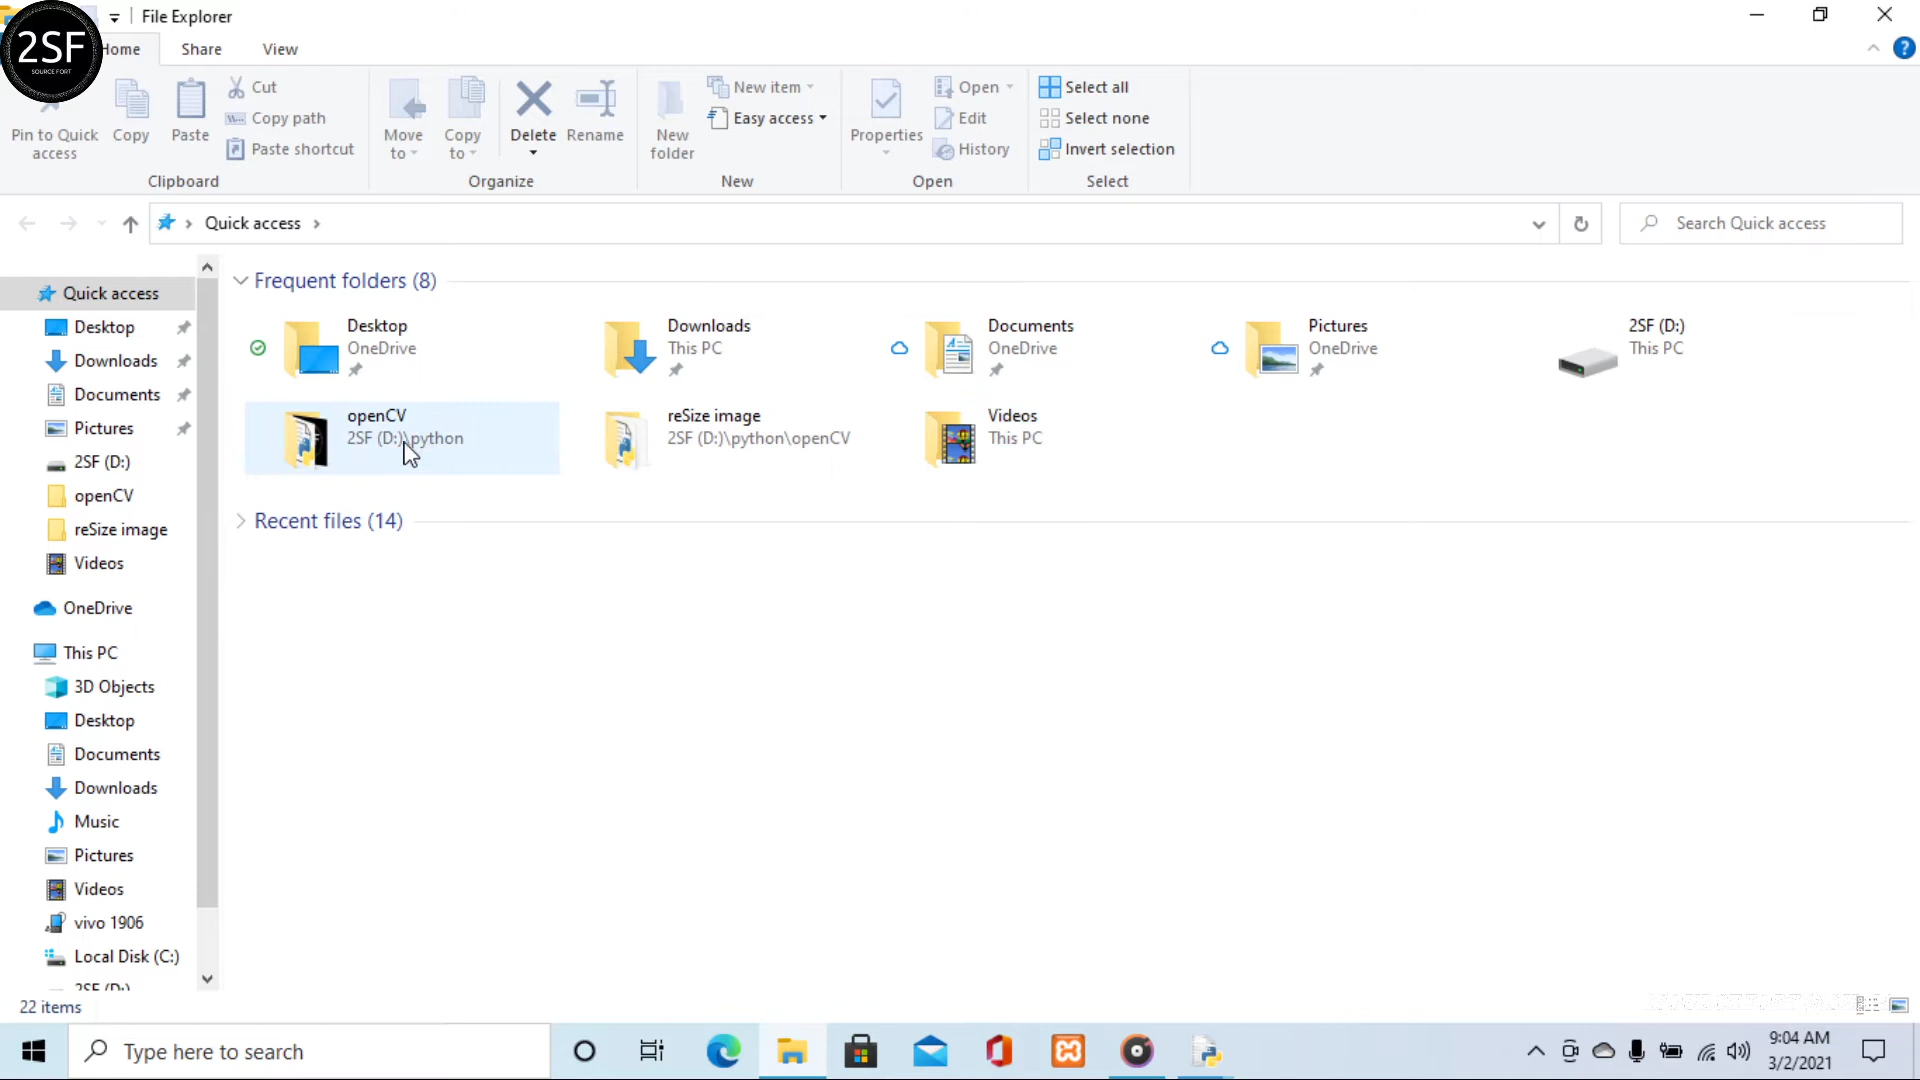 2SF
SOURCE FORT
File Explorer
Home
Share
View
Pin to Quick access
Copy
Paste
Cut
Copy path
Paste shortcut
Clipboard
Move to
Copy to
Delete
Rename
Organize
New folder
New item
Easy access
New
Properties
Open
Edit
History
Open
Select all
Select none
Invert selection
Select
Quick access
Search Quick access
Quick access
Desktop
Downloads
Documents
Pictures
2SF (D:)
openCV
reSize image
Videos
OneDrive
This PC
3D Objects
Desktop
Documents
Downloads
Music
Pictures
Videos
vivo 1906
Local Disk (C:)
2SF (D:)
Frequent folders (8)
Desktop
OneDrive
Downloads
This PC
Documents
OneDrive
Pictures
OneDrive
2SF (D:)
This PC
openCV
2SF (D:)\python
reSize image
2SF (D:)\python\openCV
Videos
This PC
Recent files (14)
22 items
Type here to search
9:04 AM
3/2/2021